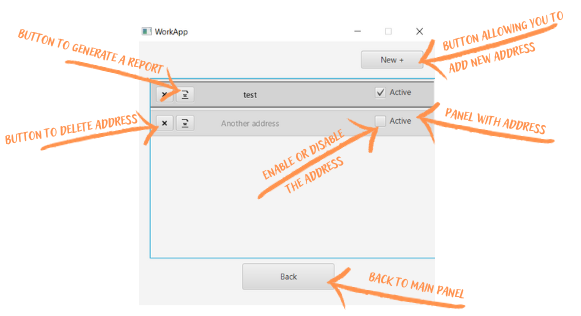 WorkApp
BUTTON ALLOWING YOU TO
ADD NEW ADDRESS
BUTTON TO GENERATE A REPORT
New +
test
Active
BUTTON TO DELETE ADDRESS
Another address
Active
PANEL WITH ADDRESS
ENABLE OR DISABLE
THE ADDRESS
Back
BACK TO MAIN PANEL